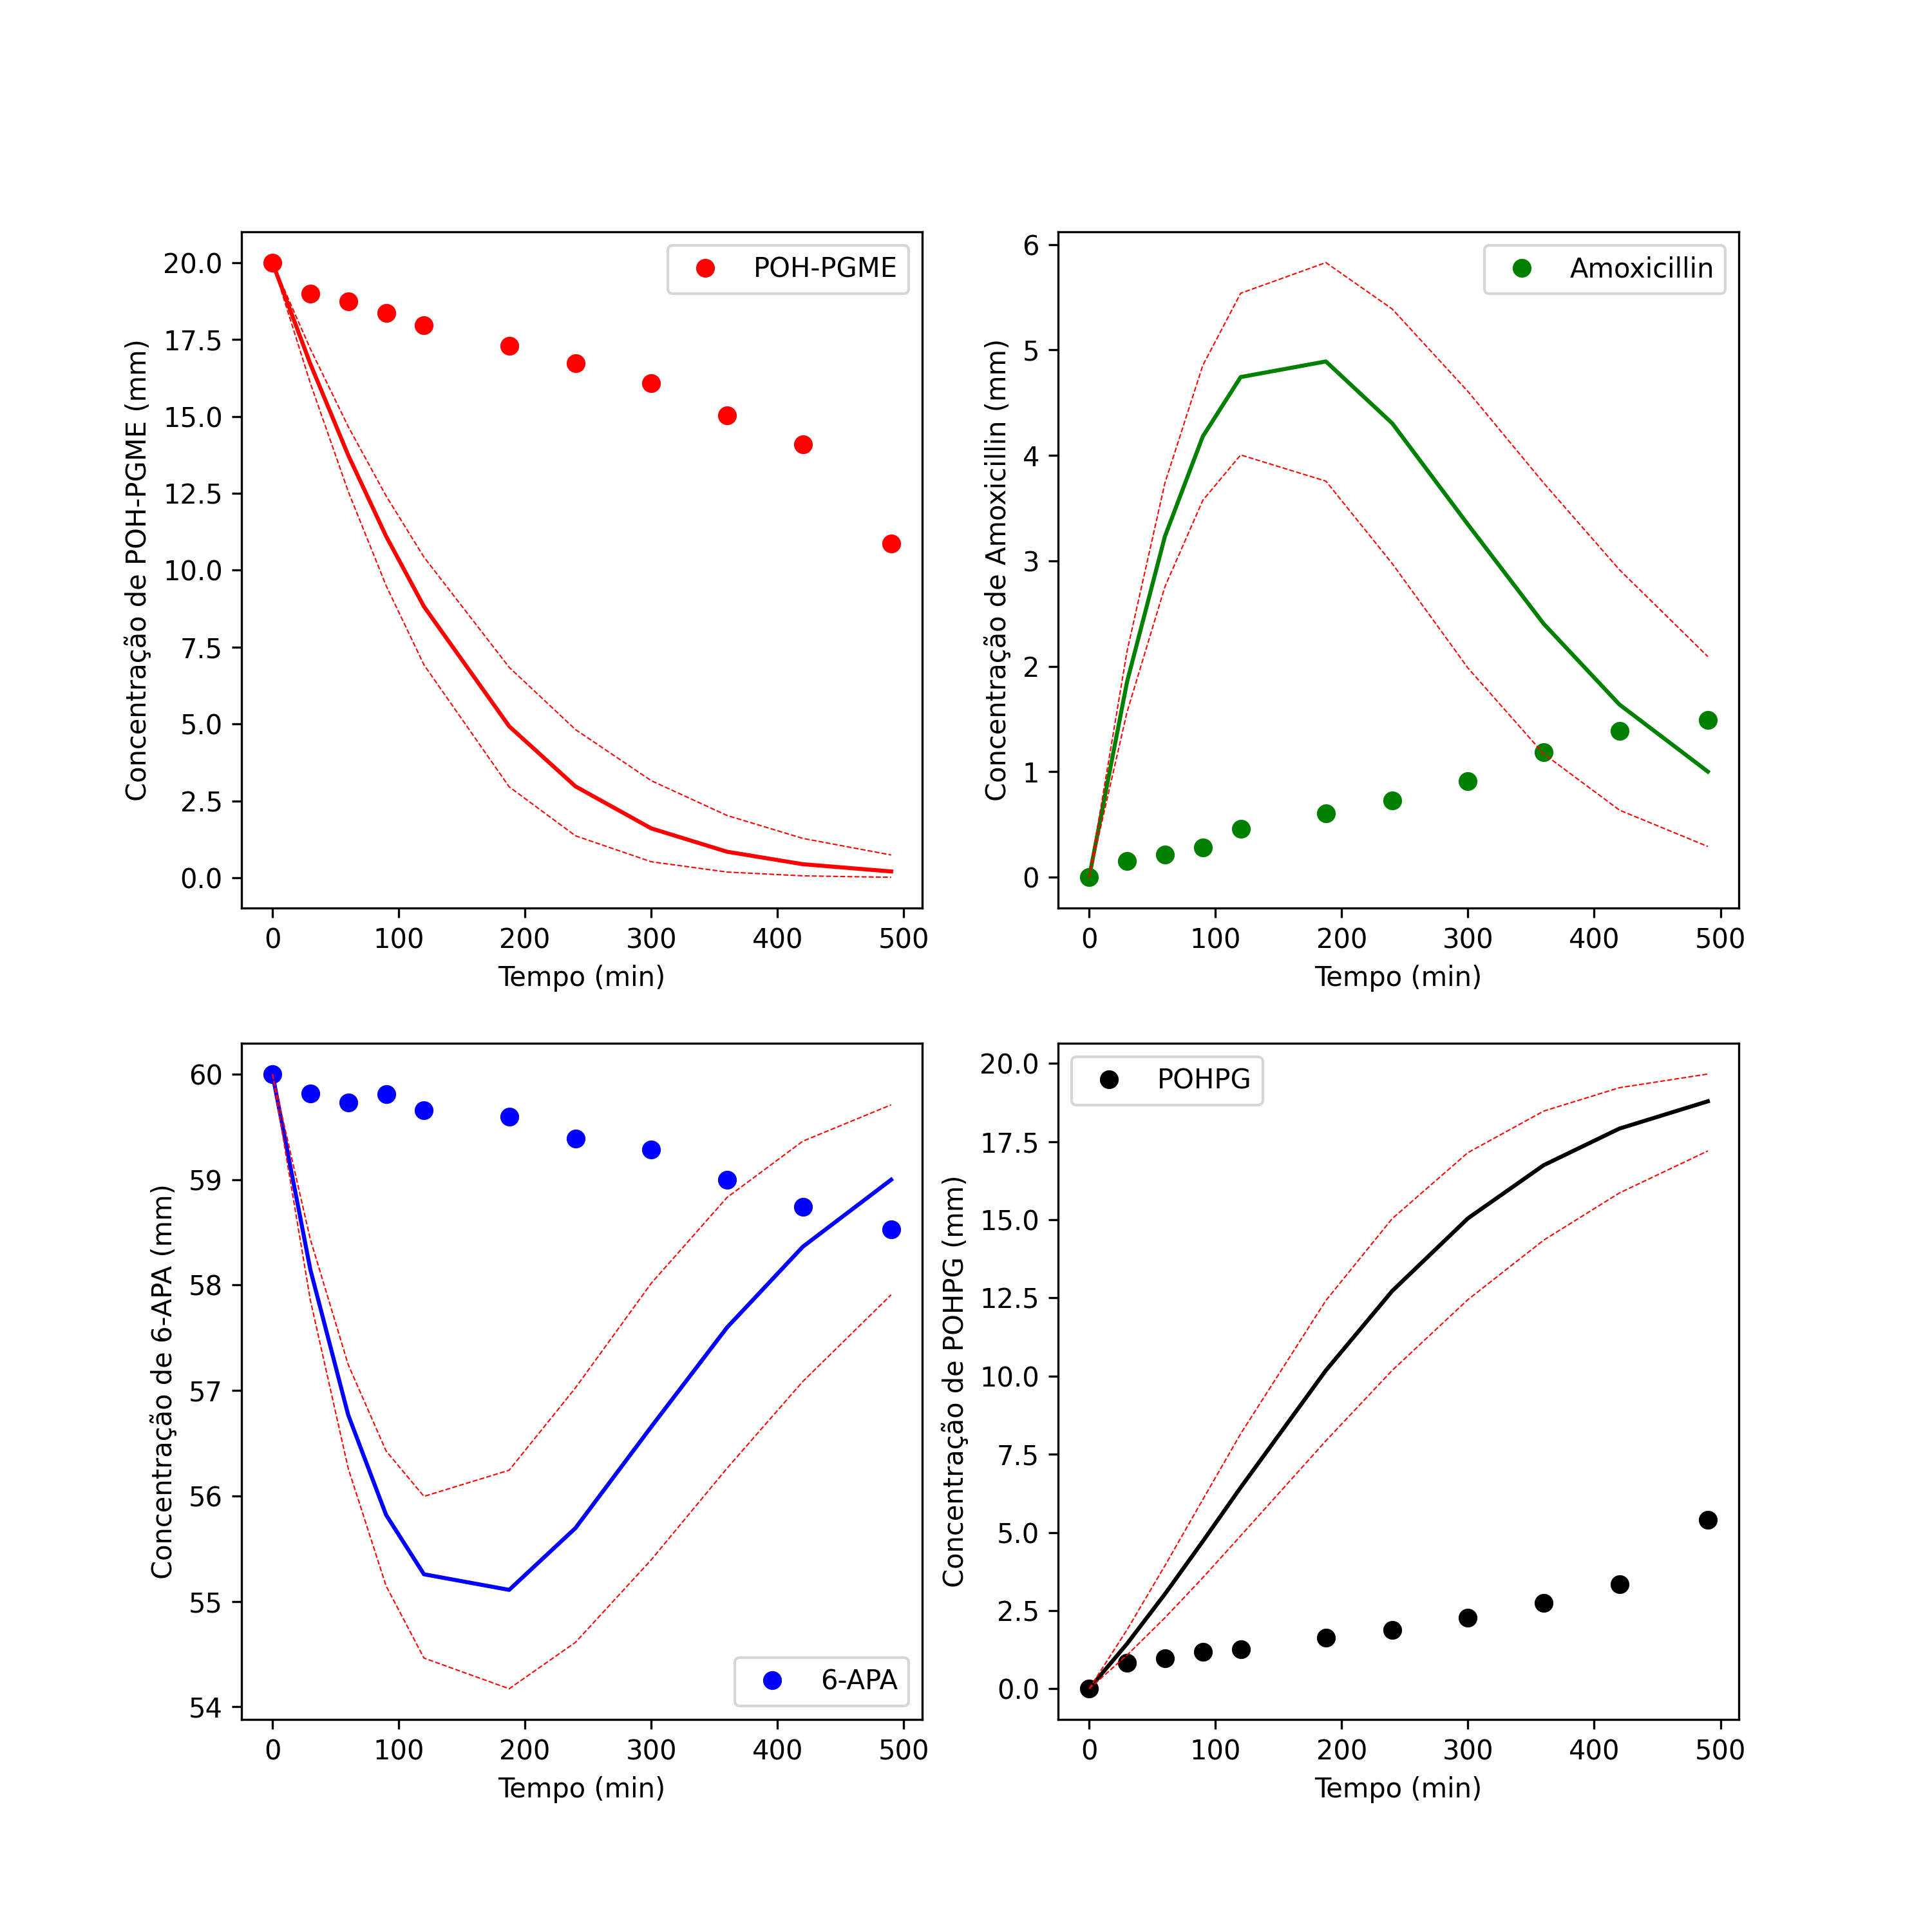 POH-PGME
20.0
17.5
15.0
12.5
10.0
7.5
5.0
2.5
0.0
Concentração de POH-PGME (mm)
0 100 200 300 400 500
Tempo (min)
Amoxicillin
6
5
4
3
2
1
0
Concentração de Amoxicillin (mm)
0 100 200 300 400 500
Tempo (min)
60
59
58
57
56
55
54
Concentração de 6-APA (mm)
6-APA
0 100 200 300 400 500
Tempo (min)
POHPG
20.0
17.5
15.0
12.5
10.0
7.5
5.0
2.5
0.0
Concentração de POHPG (mm)
0 100 200 300 400 500
Tempo (min)